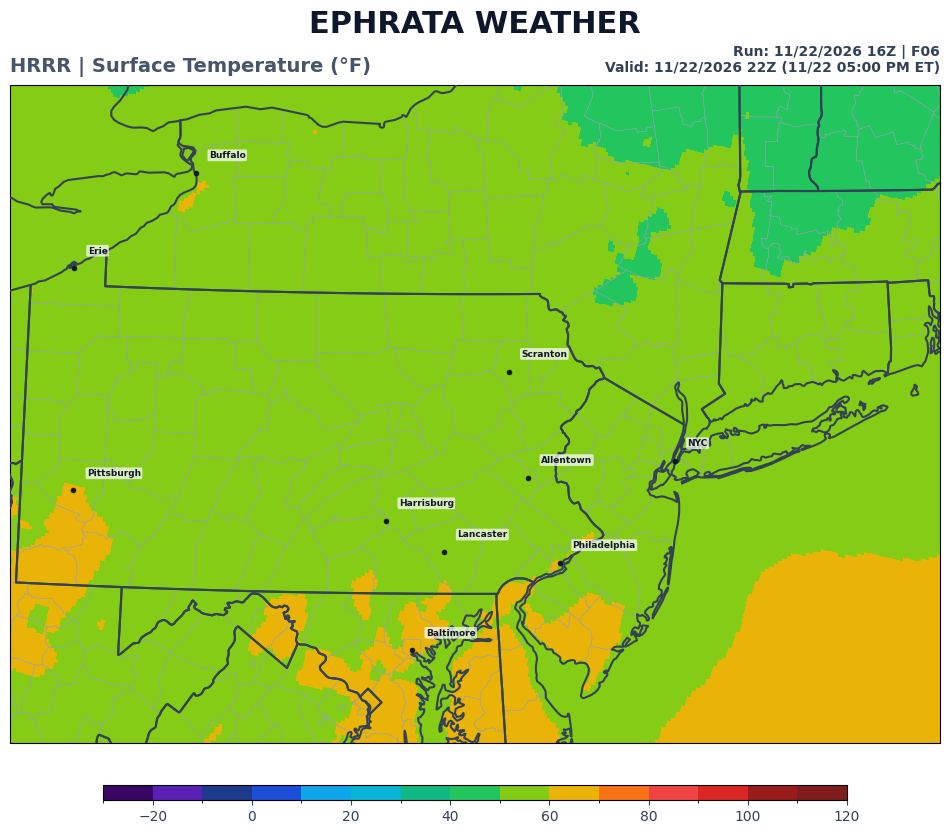 EPHRATA WEATHER
HRRR | Surface Temperature (°F)
Run: 11/22/2026 16Z | F06
Valid: 11/22/2026 22Z (11/22 05:00 PM ET)
Buffalo
Erie
Scranton
NYC
Allentown
Pittsburgh
Harrisburg
Lancaster
Philadelphia
Baltimore
−20 0 20 40 60 80 100 120